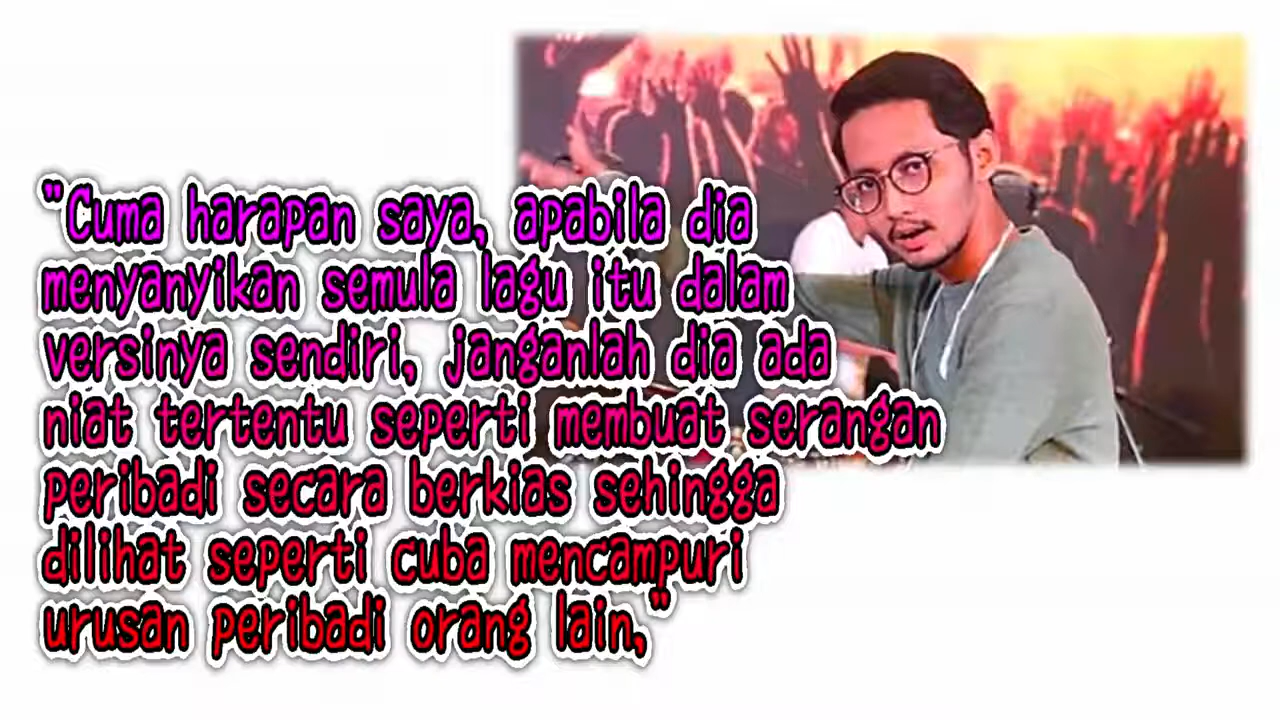 "Cuma harapan saya, apabila dia
menyanyikan semula lagu itu dalam
versinya sendiri, janganlah dia ada
niat tertentu seperti membuat serangan
peribadi secara berkias sehingga
dilihat seperti cuba mencampuri
urusan peribadi orang lain,"